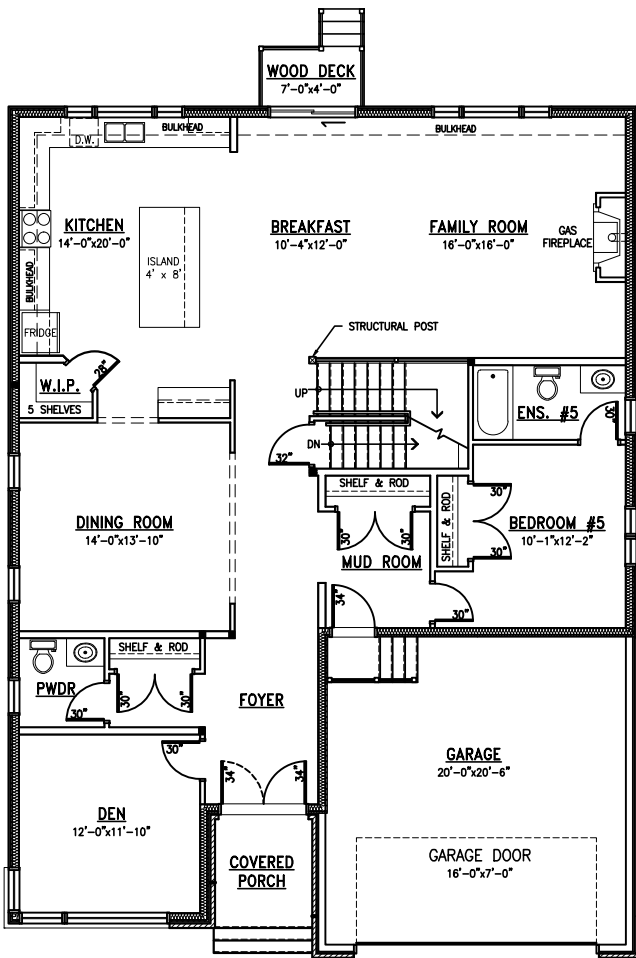 WOOD DECK
7'-0"x4'-0"
BULKHEAD
BULKHEAD
D.W.
KITCHEN
14'-0"x20'-0"
ISLAND
4' x 8'
BREAKFAST
10'-4"x12'-0"
FAMILY ROOM
16'-0"x16'-0"
GAS
FIREPLACE
BULKHEAD
FRIDGE
STRUCTURAL POST
28"
W.I.P.
5 SHELVES
UP
DN
32"
ENS. #5
30"
SHELF & ROD
30"
30"
MUD ROOM
SHELF & ROD
30"
30"
BEDROOM #5
10'-1"x12'-2"
DINING ROOM
14'-0"x13'-10"
34"
30"
SHELF & ROD
30"
30"
PWDR
30"
FOYER
30"
34"
34"
GARAGE
20'-0"x20'-6"
DEN
12'-0"x11'-10"
COVERED
PORCH
GARAGE DOOR
16'-0"x7'-0"